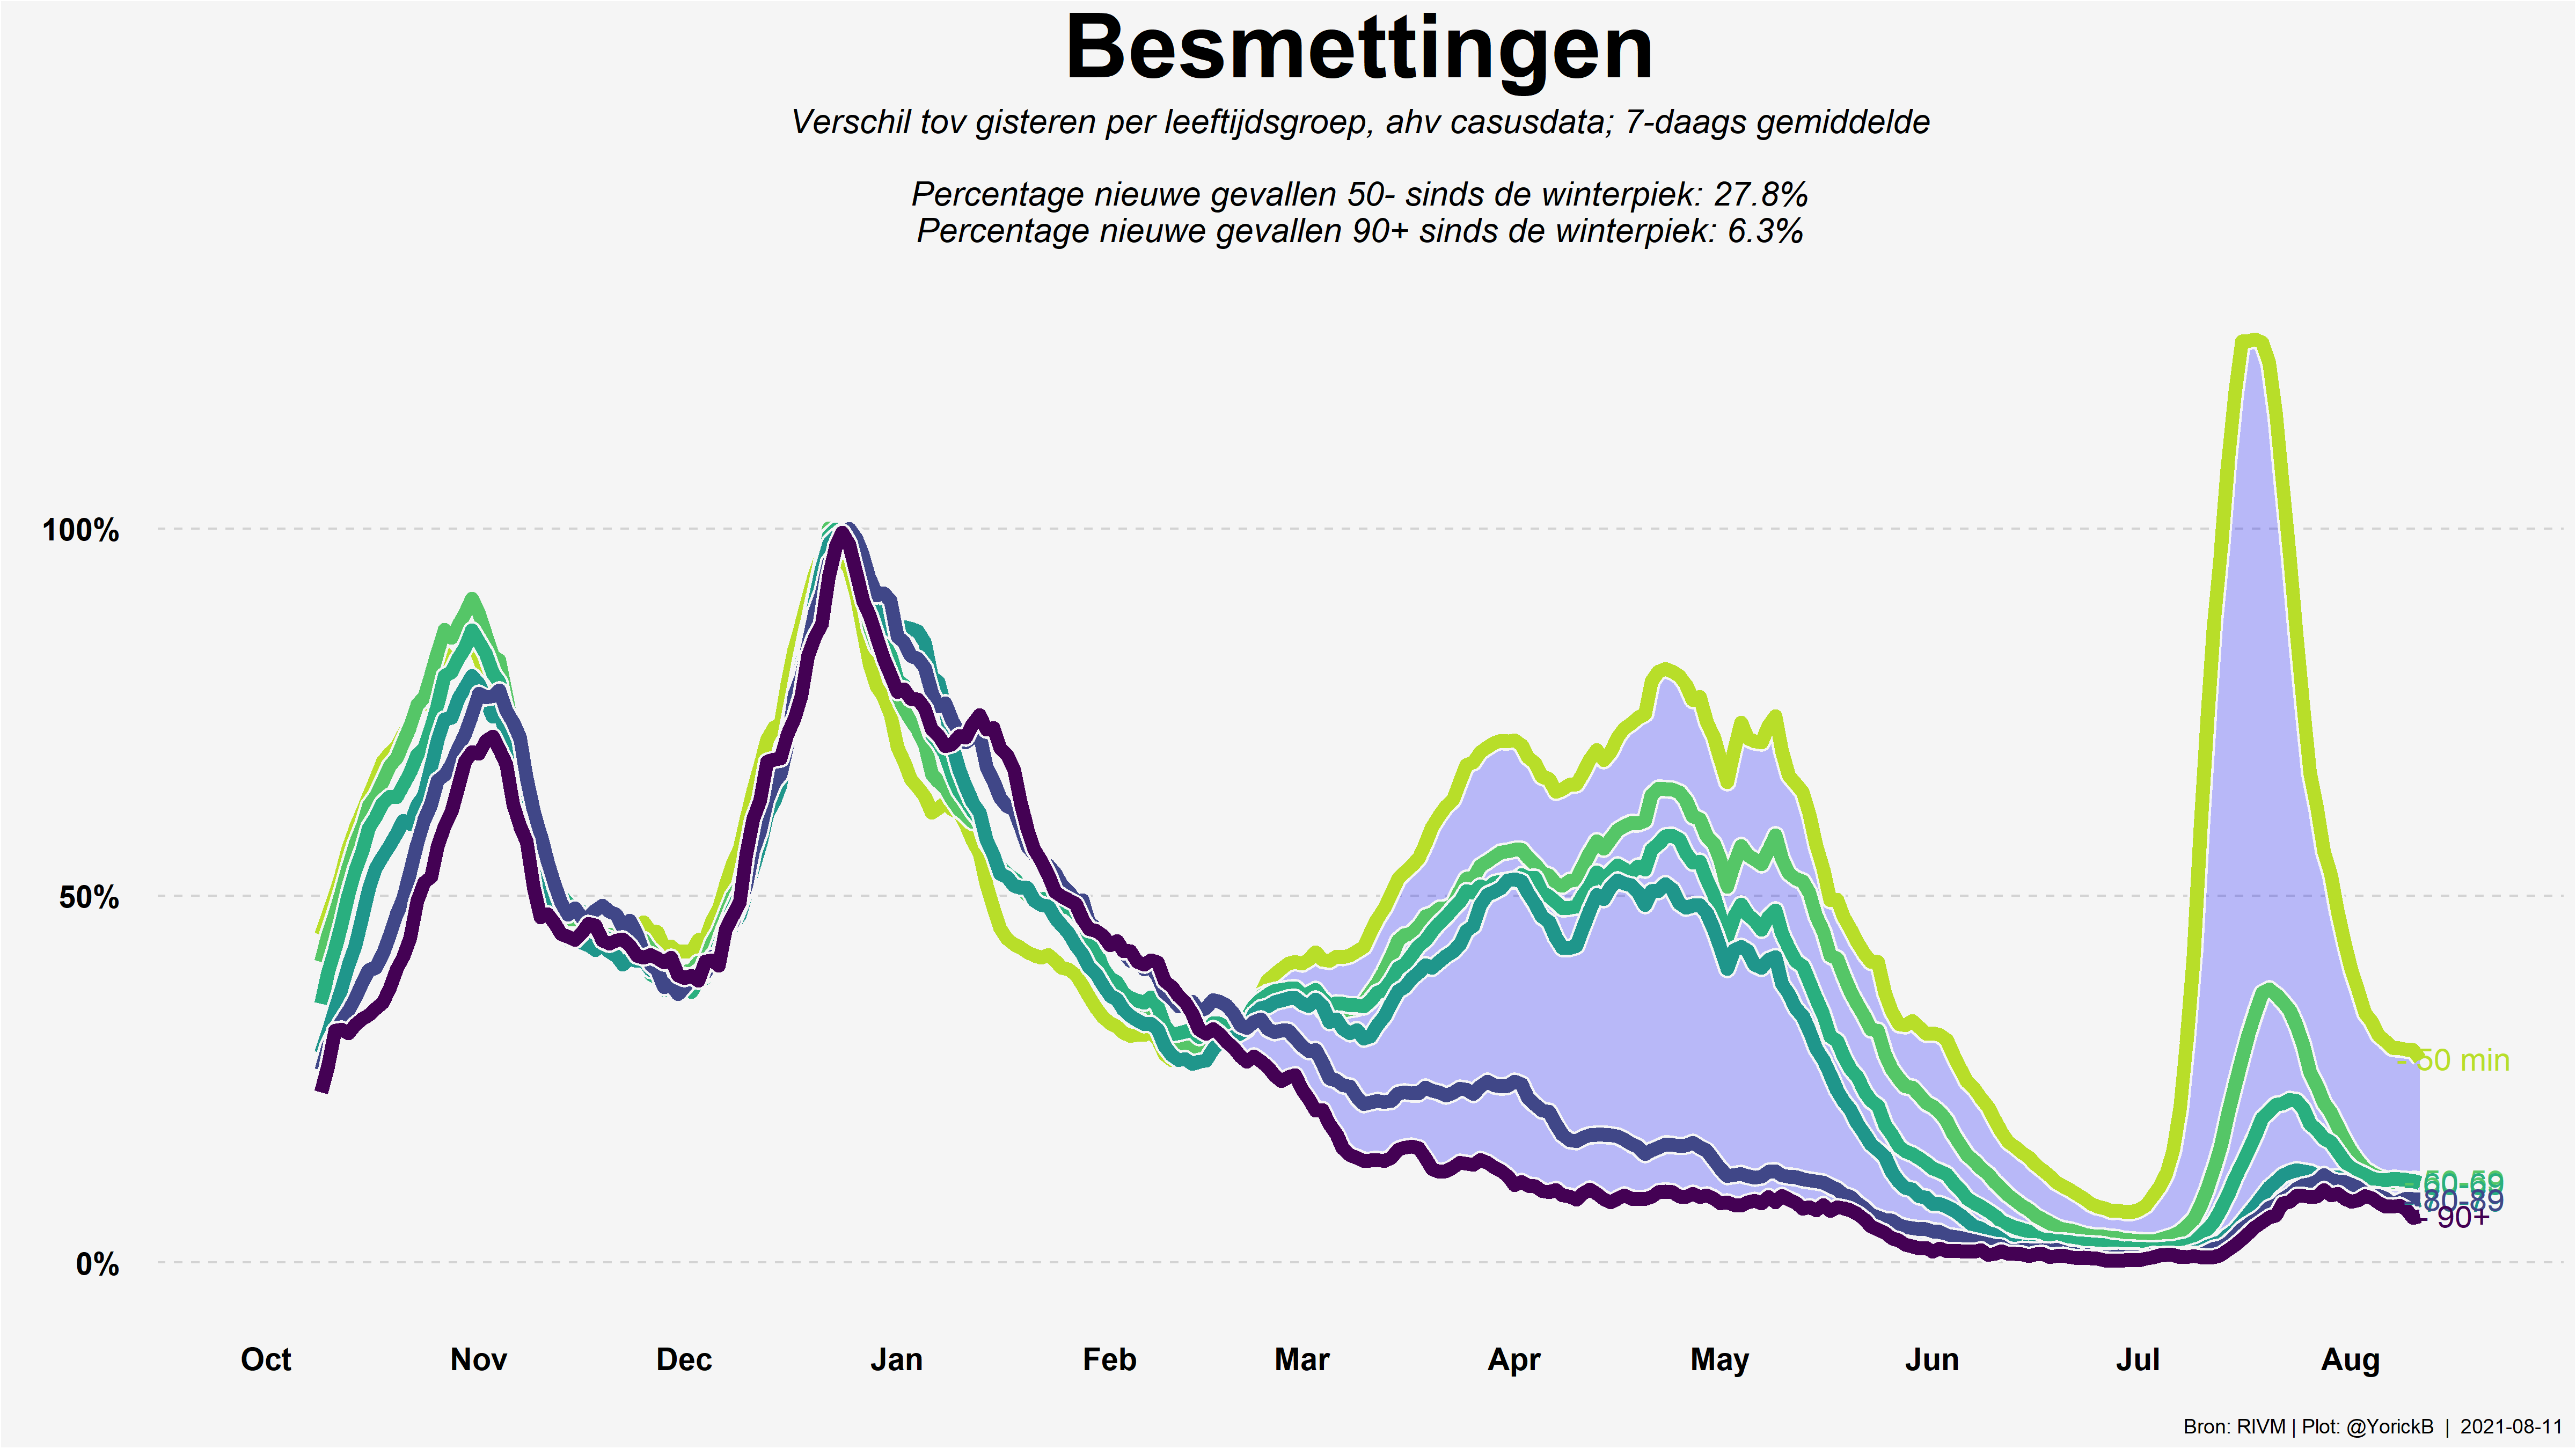 Besmettingen
Verschil tov gisteren per leeftijdsgroep, ahv casusdata; 7-daags gemiddelde
Percentage nieuwe gevallen 50- sinds de winterpiek: 27.8%
Percentage nieuwe gevallen 90+ sinds de winterpiek: 6.3%
100%
50%
0%
50 min
60-69
90+
Oct Nov Dec Jan Feb Mar Apr May Jun Jul Aug
Bron: RIVM | Plot: @YorickB | 2021-08-11